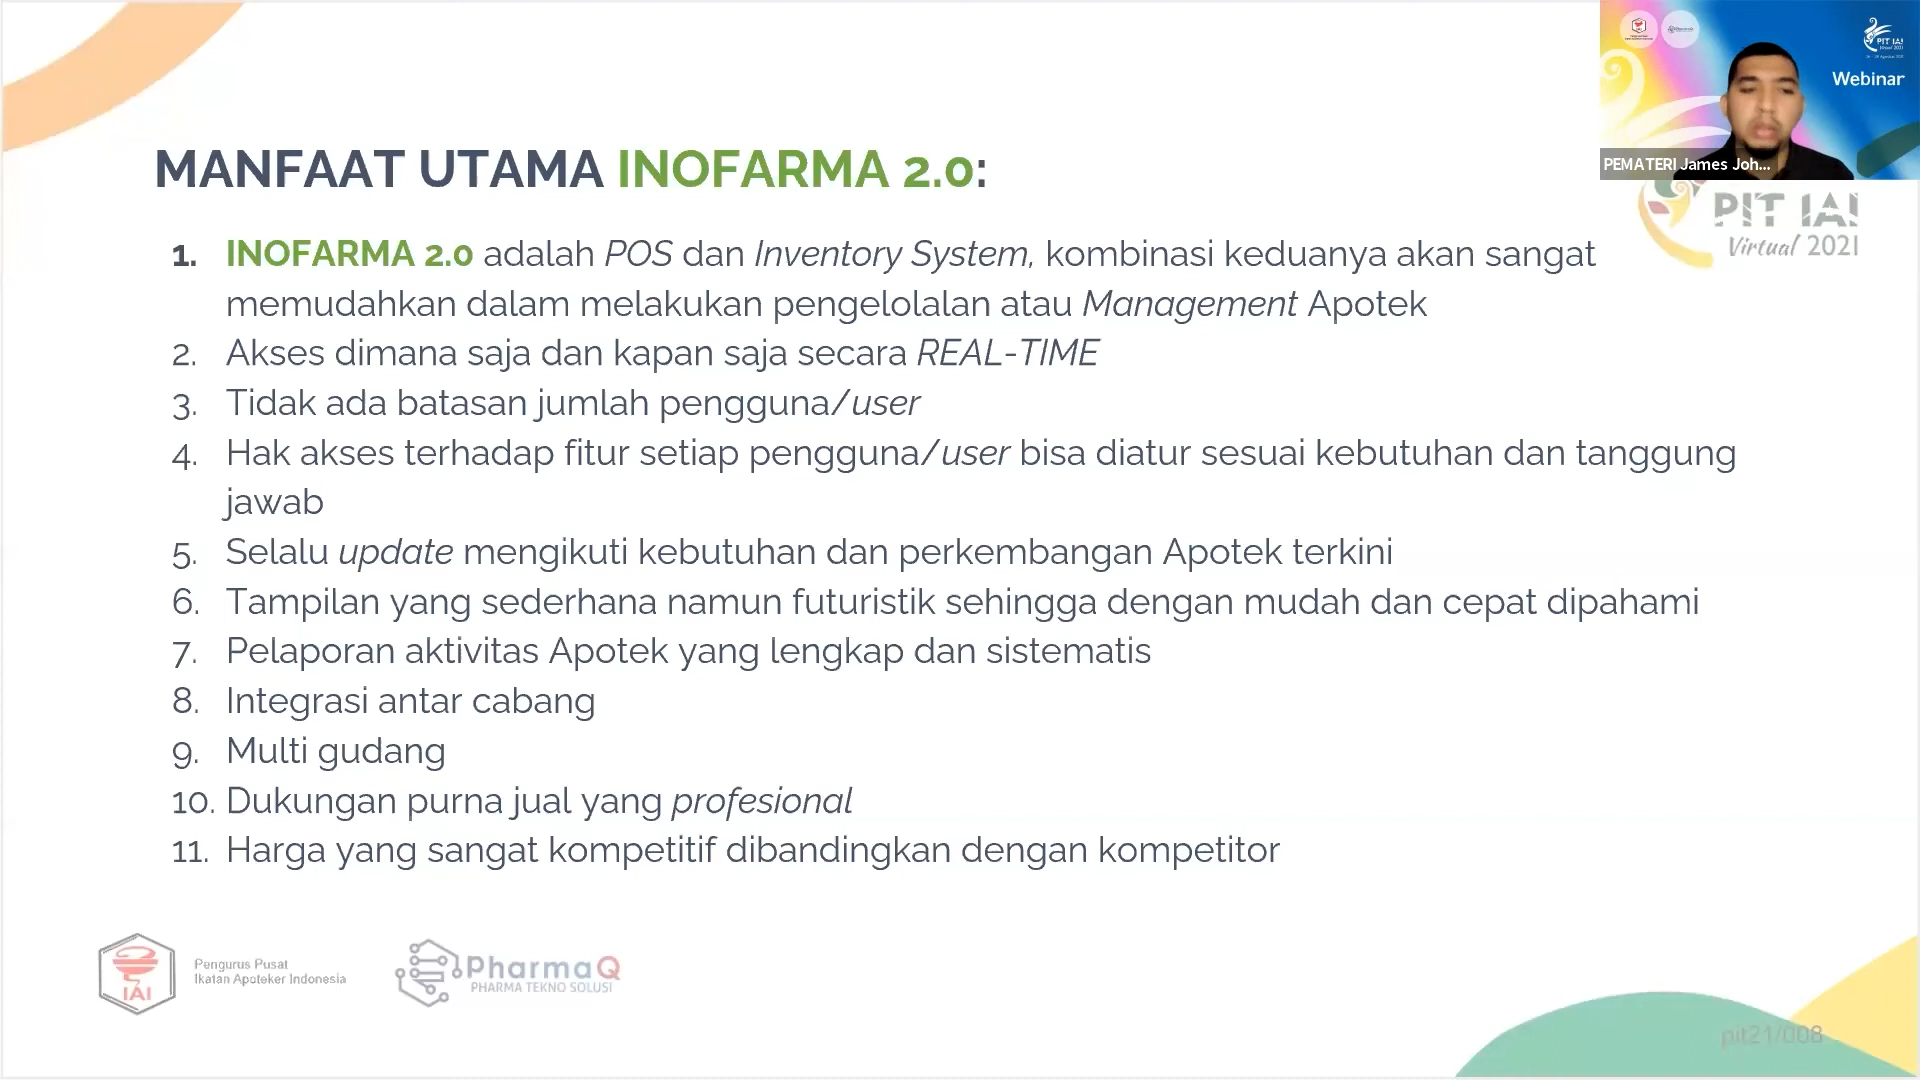 MANFAAT UTAMA INOFARMA 2.0:
1. INOFARMA 2.0 adalah POS dan Inventory System, kombinasi keduanya akan sangat
memudahkan dalam melakukan pengelolalan atau Management Apotek
2. Akses dimana saja dan kapan saja secara REAL-TIME
3. Tidak ada batasan jumlah pengguna/user
4. Hak akses terhadap fitur setiap pengguna/user bisa diatur sesuai kebutuhan dan tanggung
jawab
5. Selalu update mengikuti kebutuhan dan perkembangan Apotek terkini
6. Tampilan yang sederhana namun futuristik sehingga dengan mudah dan cepat dipahami
7. Pelaporan aktivitas Apotek yang lengkap dan sistematis
8. Integrasi antar cabang
9. Multi gudang
10. Dukungan purna jual yang profesional
11. Harga yang sangat kompetitif dibandingkan dengan kompetitor
PIT IAI
Webinar
PEMATERI James Joh...
PIT IAI
Virtual 2021
IAI
Pengurus Pusat
Ikatan Apoteker Indonesia
PharmaQ
PHARMA TEKNO SOLUSI
pit21/008